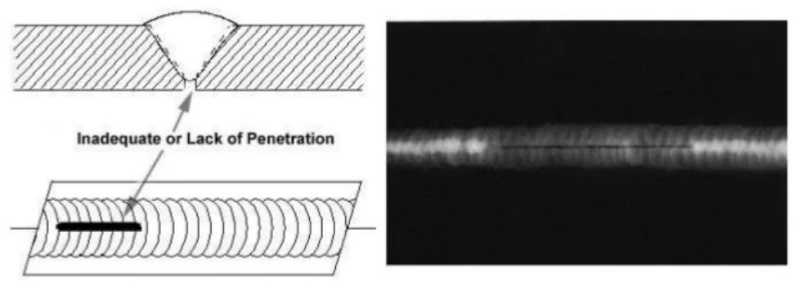 Inadequate or Lack of Penetration